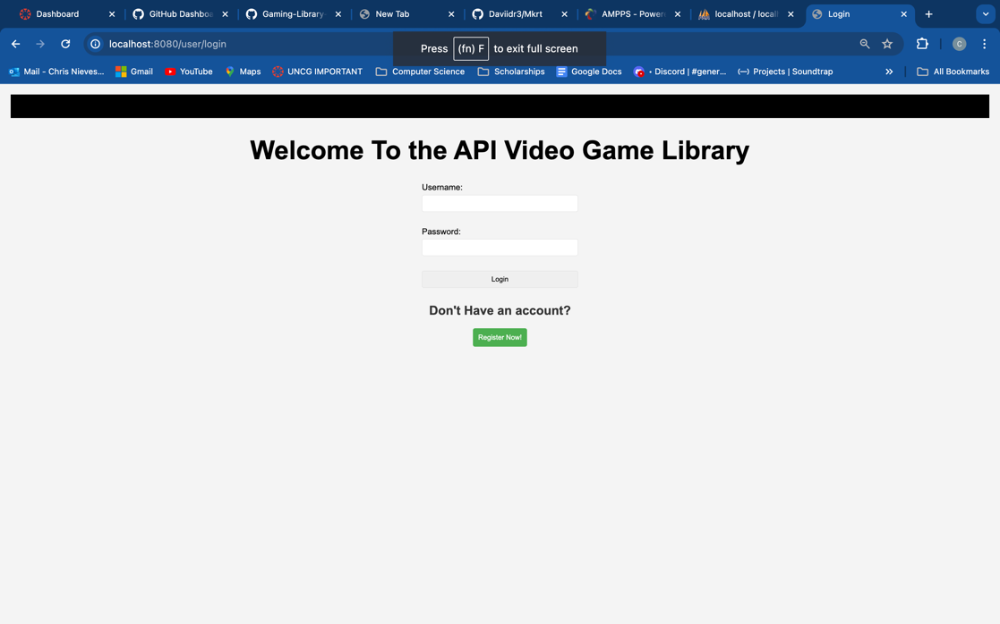 Dashboard
GitHub Dashboa
Gaming-Library
New Tab
Daviidr3/Mkrt
AMPPS - Power
localhost / local
Login
localhost:8080/user/login
Press (fn) F to exit full screen
C
Mail - Chris Nieves...
Gmail
YouTube
Maps
UNCG IMPORTANT
Computer Science
Scholarships
Google Docs
• Discord | #gener...
Projects | Soundtrap
All Bookmarks
Welcome To the API Video Game Library
Username:
Password:
Login
Don't Have an account?
Register Now!